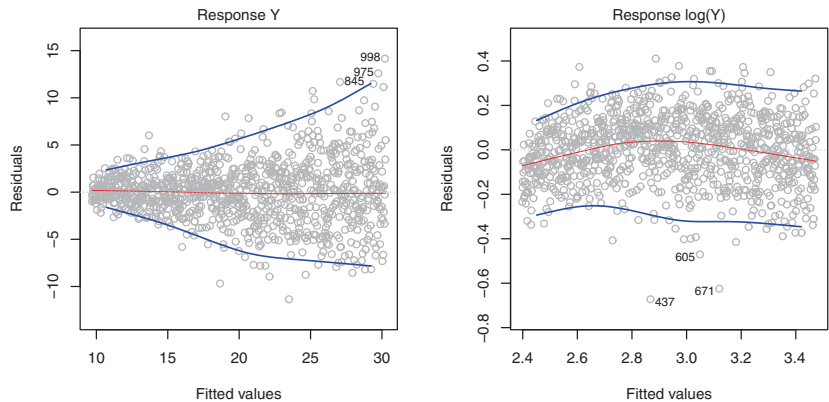 Response Y
Residuals
15
10
5
0
−5
−10
998
975
845
10 15 20 25 30
Fitted values
Response log(Y)
Residuals
0.4
0.2
0.0
−0.2
−0.4
−0.6
−0.8
605
671
437
2.4 2.6 2.8 3.0 3.2 3.4
Fitted values